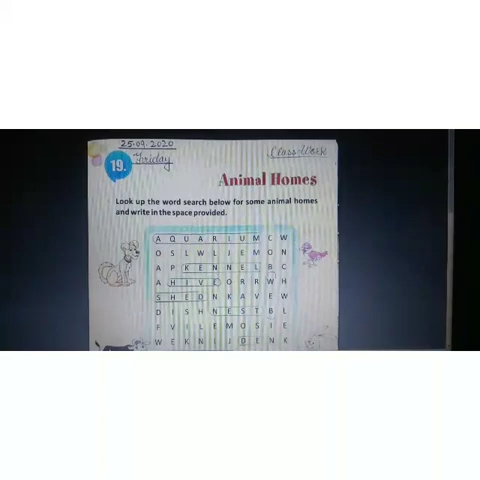 25.09.2020
Friday
Class-Work
19.
Animal Homes
Look up the word search below for some animal homes
and write in the space provided.
A Q U A R I U M C W
O S L W L J E M O N
A P K E N N E L B C
A H I V E O R R W H
S H E D N K A V E W
D I S H N E S T B L
F V I L E M O S I E
W E K N I J D E N K